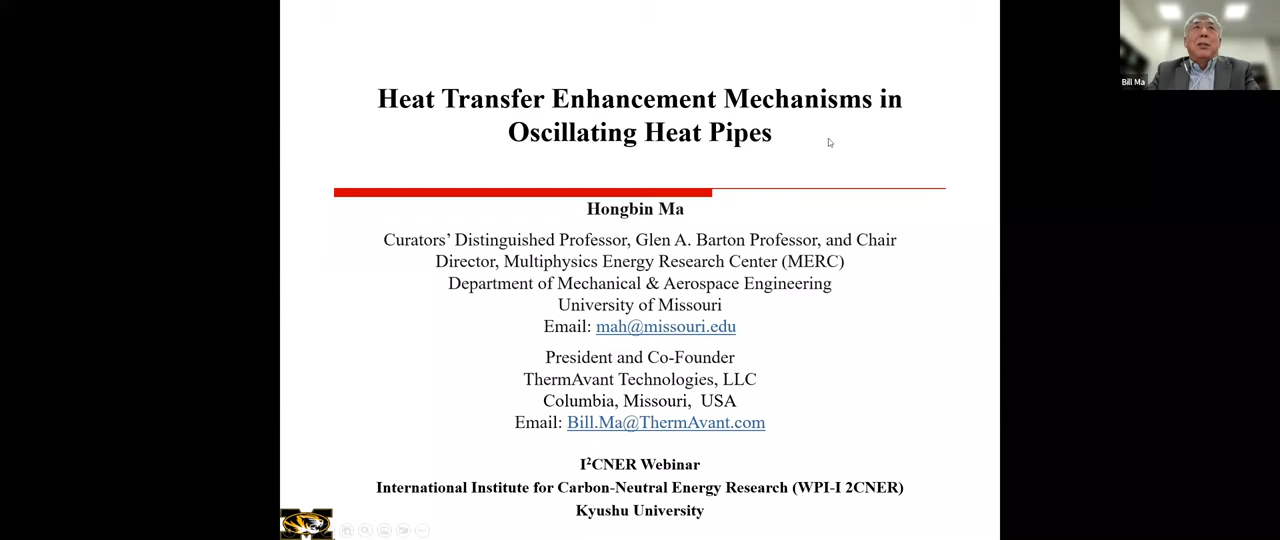 Heat Transfer Enhancement Mechanisms in
Oscillating Heat Pipes
Hongbin Ma
Curators' Distinguished Professor, Glen A. Barton Professor, and Chair
Director, Multiphysics Energy Research Center (MERC)
Department of Mechanical & Aerospace Engineering
University of Missouri
Email: mah@missouri.edu
President and Co-Founder
ThermAvant Technologies, LLC
Columbia, Missouri, USA
Email: Bill.Ma@ThermAvant.com
I²CNER Webinar
International Institute for Carbon-Neutral Energy Research (WPI-I 2CNER)
Kyushu University
Bill Ma